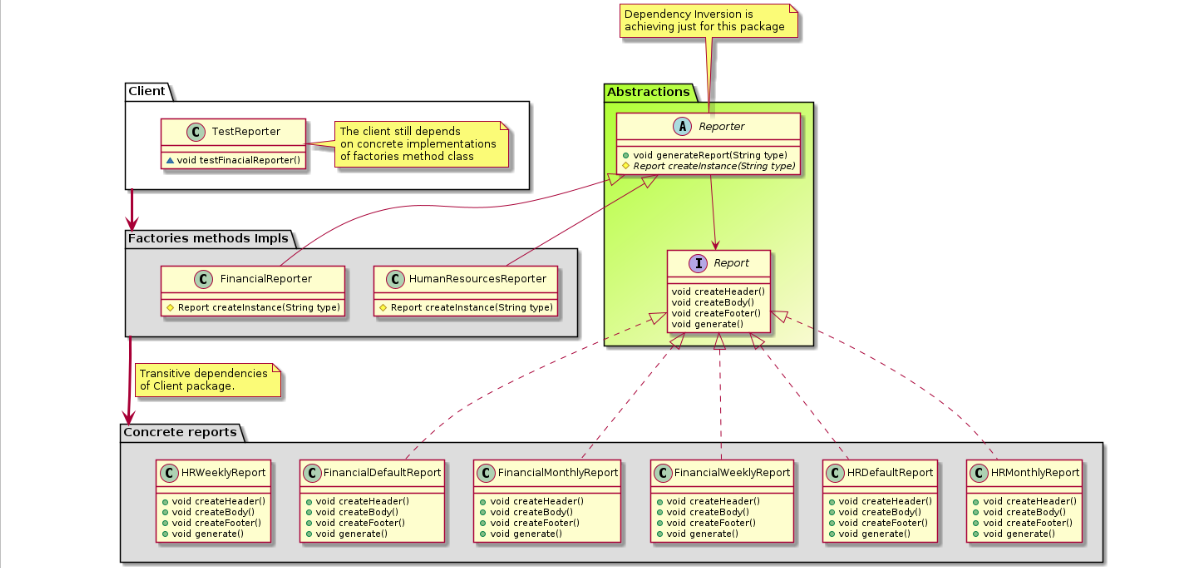 Dependency Inversion is
achieving just for this package
Client
C TestReporter
void testFinacialReporter()
The client still depends
on concrete implementations
of factories method class
Abstractions
A Reporter
void generateReport(String type)
Report createInstance(String type)
Factories methods Impls
C FinancialReporter
Report createInstance(String type)
C HumanResourcesReporter
Report createInstance(String type)
I Report
void createHeader()
void createBody()
void createFooter()
void generate()
Transitive dependencies
of Client package.
Concrete reports
C HRWeeklyReport
void createHeader()
void createBody()
void createFooter()
void generate()
C FinancialDefaultReport
void createHeader()
void createBody()
void createFooter()
void generate()
C FinancialMonthlyReport
void createHeader()
void createBody()
void createFooter()
void generate()
C FinancialWeeklyReport
void createHeader()
void createBody()
void createFooter()
void generate()
C HRDefaultReport
void createHeader()
void createBody()
void createFooter()
void generate()
C HRMonthlyReport
void createHeader()
void createBody()
void createFooter()
void generate()